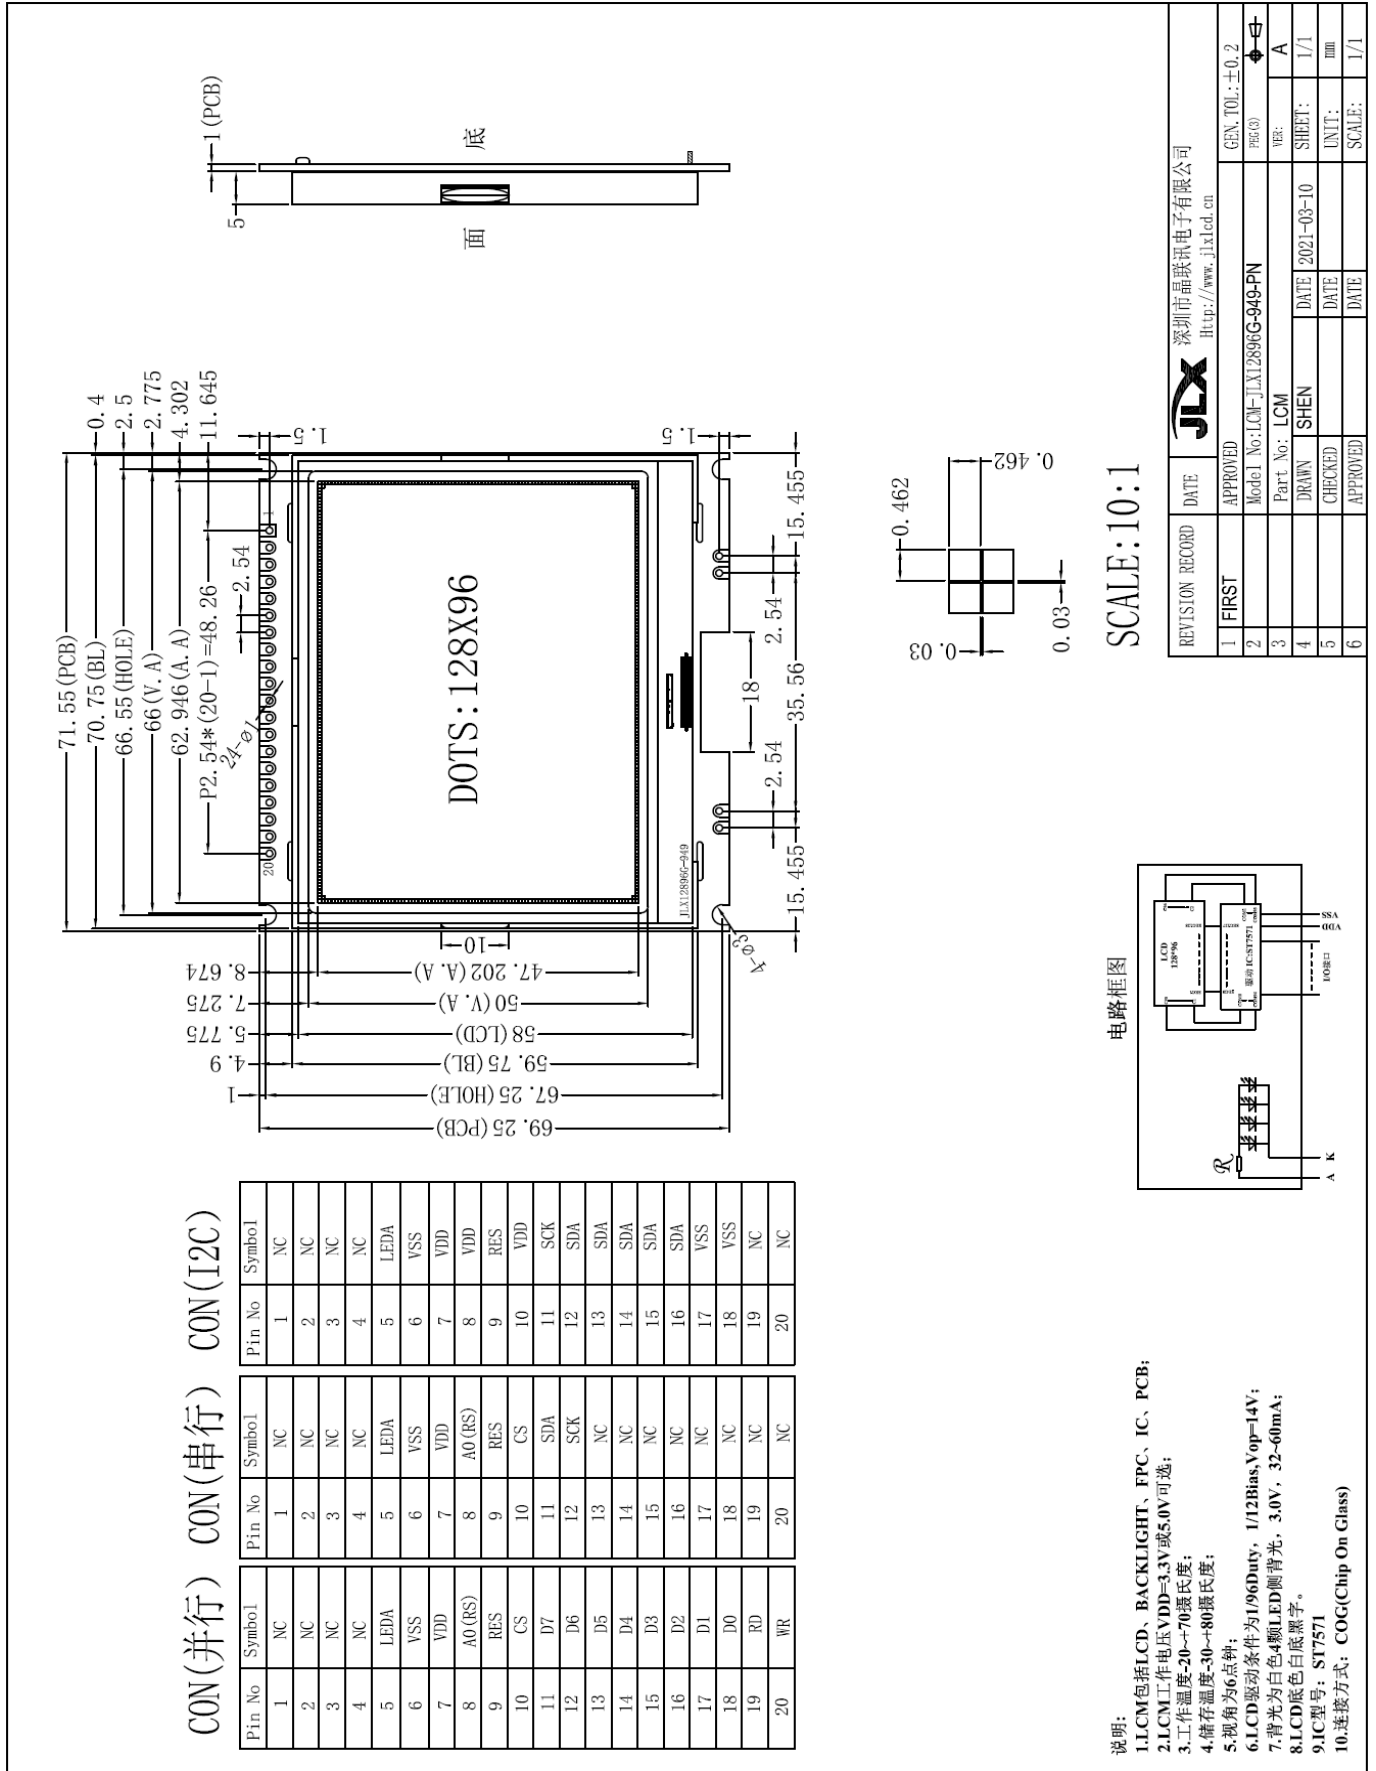 71.55(PCB)
70.75(BL)
66.55(HOLE)
66(V.A)
62.946(A.A)
P2.54*(20-1)=48.26
2.54
24-ø1
0.4
2.5
2.775
4.302
11.645
1.5
1.5
1
20
DOTS:128X96
JLX12896G-949
10
18
4-ø3
15.455
2.54
35.56
2.54
15.455
8.674
47.202(A.A)
7.275
50(V.A)
5.775
58(LCD)
4.9
59.75(BL)
1
67.25(HOLE)
69.25(PCB)
1(PCB)
5
面
底
0.462
0.462
0.03
0.03
SCALE:10:1
CON(并行)
Pin No Symbol
1 NC
2 NC
3 NC
4 NC
5 LEDA
6 VSS
7 VDD
8 A0(RS)
9 RES
10 CS
11 D7
12 D6
13 D5
14 D4
15 D3
16 D2
17 D1
18 D0
19 RD
20 WR
CON(串行)
Pin No Symbol
1 NC
2 NC
3 NC
4 NC
5 LEDA
6 VSS
7 VDD
8 A0(RS)
9 RES
10 CS
11 SDA
12 SCK
13 NC
14 NC
15 NC
16 NC
17 NC
18 NC
19 NC
20 NC
CON(I2C)
Pin No Symbol
1 NC
2 NC
3 NC
4 NC
5 LEDA
6 VSS
7 VDD
8 VDD
9 RES
10 VDD
11 SCK
12 SDA
13 SDA
14 SDA
15 SDA
16 SDA
17 VSS
18 VSS
19 NC
20 NC
说明:
1.LCM包括LCD、BACKLIGHT、FPC、IC、PCB;
2.LCM工作电压VDD=3.3V或5.0V可选;
3.工作温度-20~+70摄氏度;
4.储存温度-30~+80摄氏度;
5.视角为6点钟;
6.LCD驱动条件为1/96Duty, 1/12Bias,Vop=14V;
7.背光为白色4颗LED侧背光, 3.0V, 32~60mA;
8.LCD底色白底黑字。
9.IC型号: ST7571
10.连接方式: COG(Chip On Glass)
电路框图
LCD
128*96
驱动 IC:ST7571
R
A
K
I/O接口
VDD
VSS
REVISION RECORD DATE
1 FIRST
2
3
4
5
6
JLX 深圳市晶联讯电子有限公司
Http://www.jlxlcd.cn
APPROVED GEN.TOL:±0.2
Model No:LCM-JLX12896G-949-PN PEG(3)
Part No: LCM VER: A
DRAWN SHEN DATE 2021-03-10 SHEET: 1/1
CHECKED DATE UNIT: mm
APPROVED DATE SCALE: 1/1